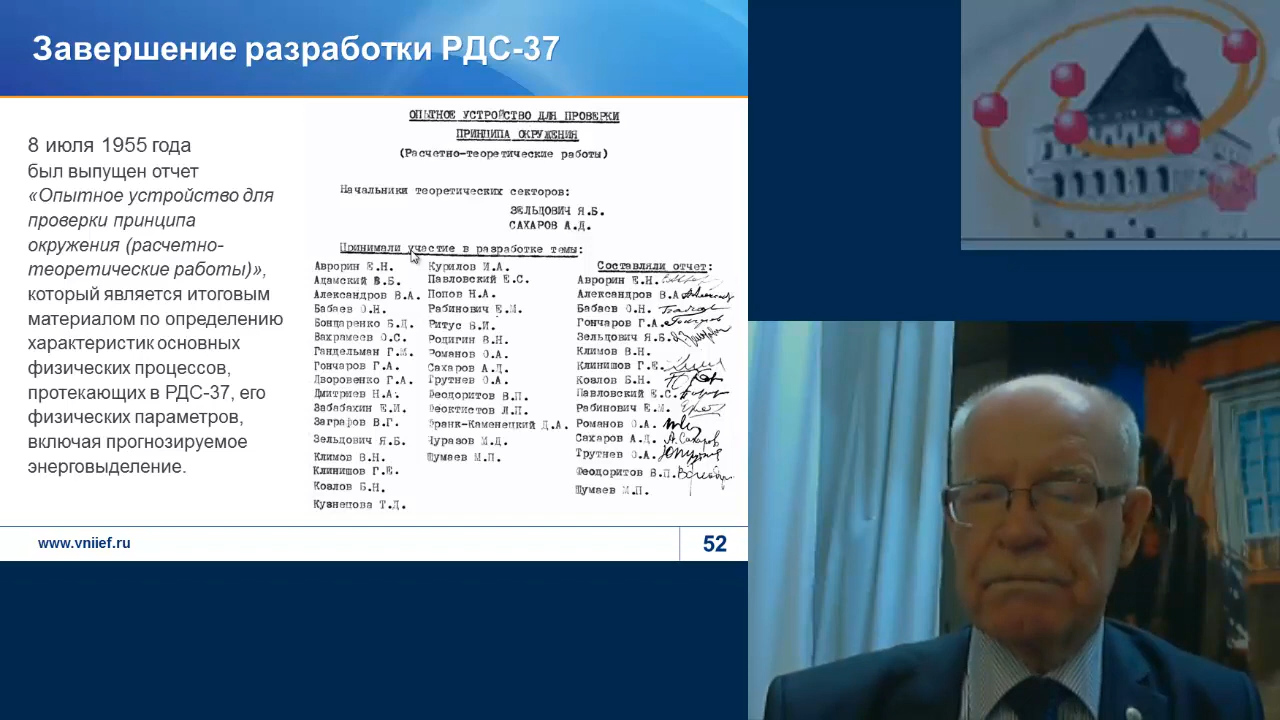 Завершение разработки РДС-37
8 июля 1955 года
был выпущен отчет
«Опытное устройство для
проверки принципа
окружения (расчетно-
теоретические работы)»,
который является итоговым
материалом по определению
характеристик основных
физических процессов,
протекающих в РДС-37, его
физических параметров,
включая прогнозируемое
энерговыделение.
ОПЫТНОЕ УСТРОЙСТВО ДЛЯ ПРОВЕРКИ
ПРИНЦИПА ОКРУЖЕНИЯ
(Расчетно-теоретические работы)
Начальники теоретических секторов:
ЗЕЛЬДОВИЧ Я.Б.
САХАРОВ А.Д.
Принимали участие в разработке темы:
Аврорин Е.Н.
Адамский В.Б.
Александров В.А.
Бабаев О.Н.
Бондаренко Б.Д.
Вахрамеев О.С.
Гандельман Г.М.
Гончаров Г.А.
Дворовенко Г.А.
Дмитриев Н.А.
Забабахин Е.И.
Заграфов В.Г.
Зельдович Я.Б.
Климов В.Н.
Клинишов Г.Е.
Козлов Б.Н.
Кузнецова Т.Д.
Курилов И.А.
Павловский Е.С.
Попов Н.А.
Рабинович Е.М.
Ритус В.И.
Родигин В.Н.
Романов О.А.
Сахаров А.Д.
Трутнев О.А.
Феодоритов В.П.
Феоктистов Л.П.
Франк-Каменецкий Д.А.
Чуразов М.Д.
Шумаев М.П.
Составляли отчет:
Аврорин Е.Н.
Александров В.А.
Бабаев О.Н.
Гончаров Г.А.
Зельдович Я.Б.
Климов В.Н.
Клинишов Г.Е.
Козлов Б.Н.
Павловский Е.С.
Рабинович Е.М.
Романов О.А.
Сахаров А.Д.
Трутнев О.А.
Феодоритов В.П.
Шумаев М.П.
www.vniief.ru
52